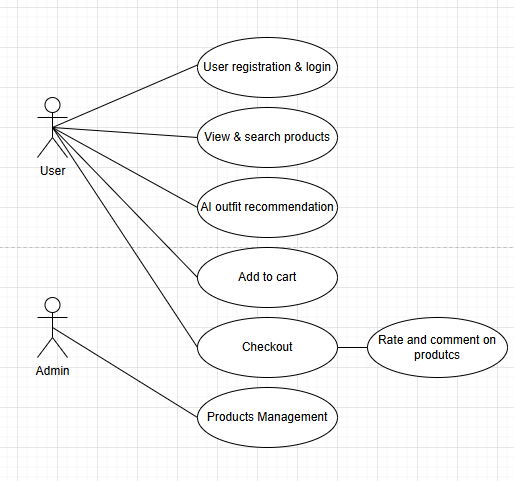 User registration & login
View & search products
User
AI outfit recommendation
Add to cart
Checkout
Rate and comment on
produtcs
Admin
Products Management